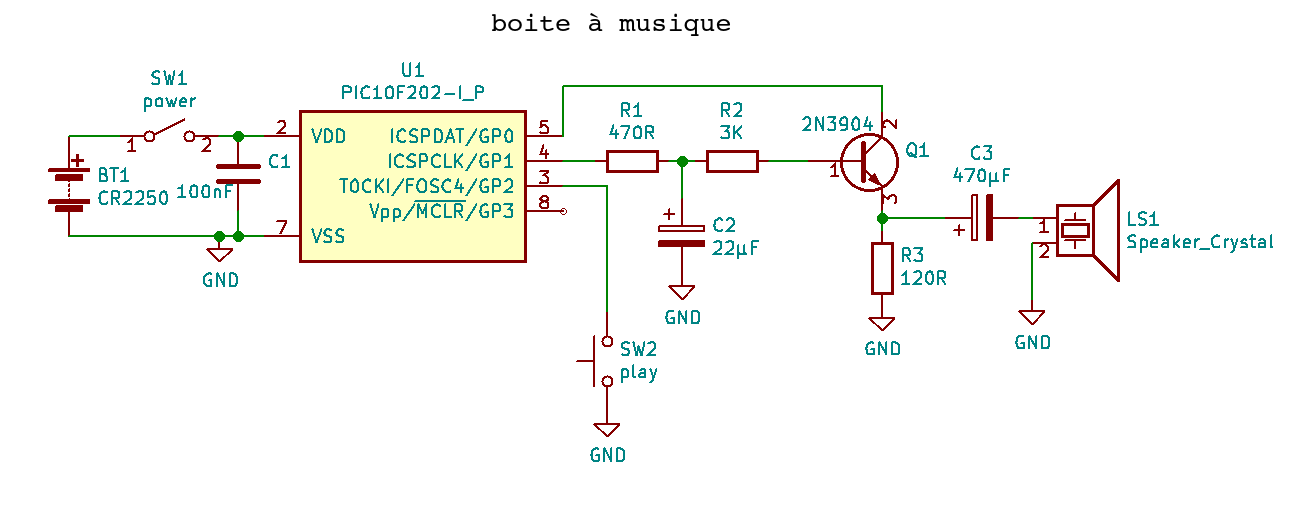 boite à musique
SW1
power
1
2
BT1
CR2250
C1
100nF
GND
U1
PIC10F202-I_P
2
VDD
7
VSS
ICSPDAT/GP0
5
ICSPCLK/GP1
4
T0CKI/FOSC4/GP2
3
Vpp/MCLR/GP3
8
R1
470R
R2
3K
C2
22µF
GND
SW2
play
GND
2N3904
Q1
2
1
3
R3
120R
GND
C3
470µF
LS1
Speaker_Crystal
1
2
GND